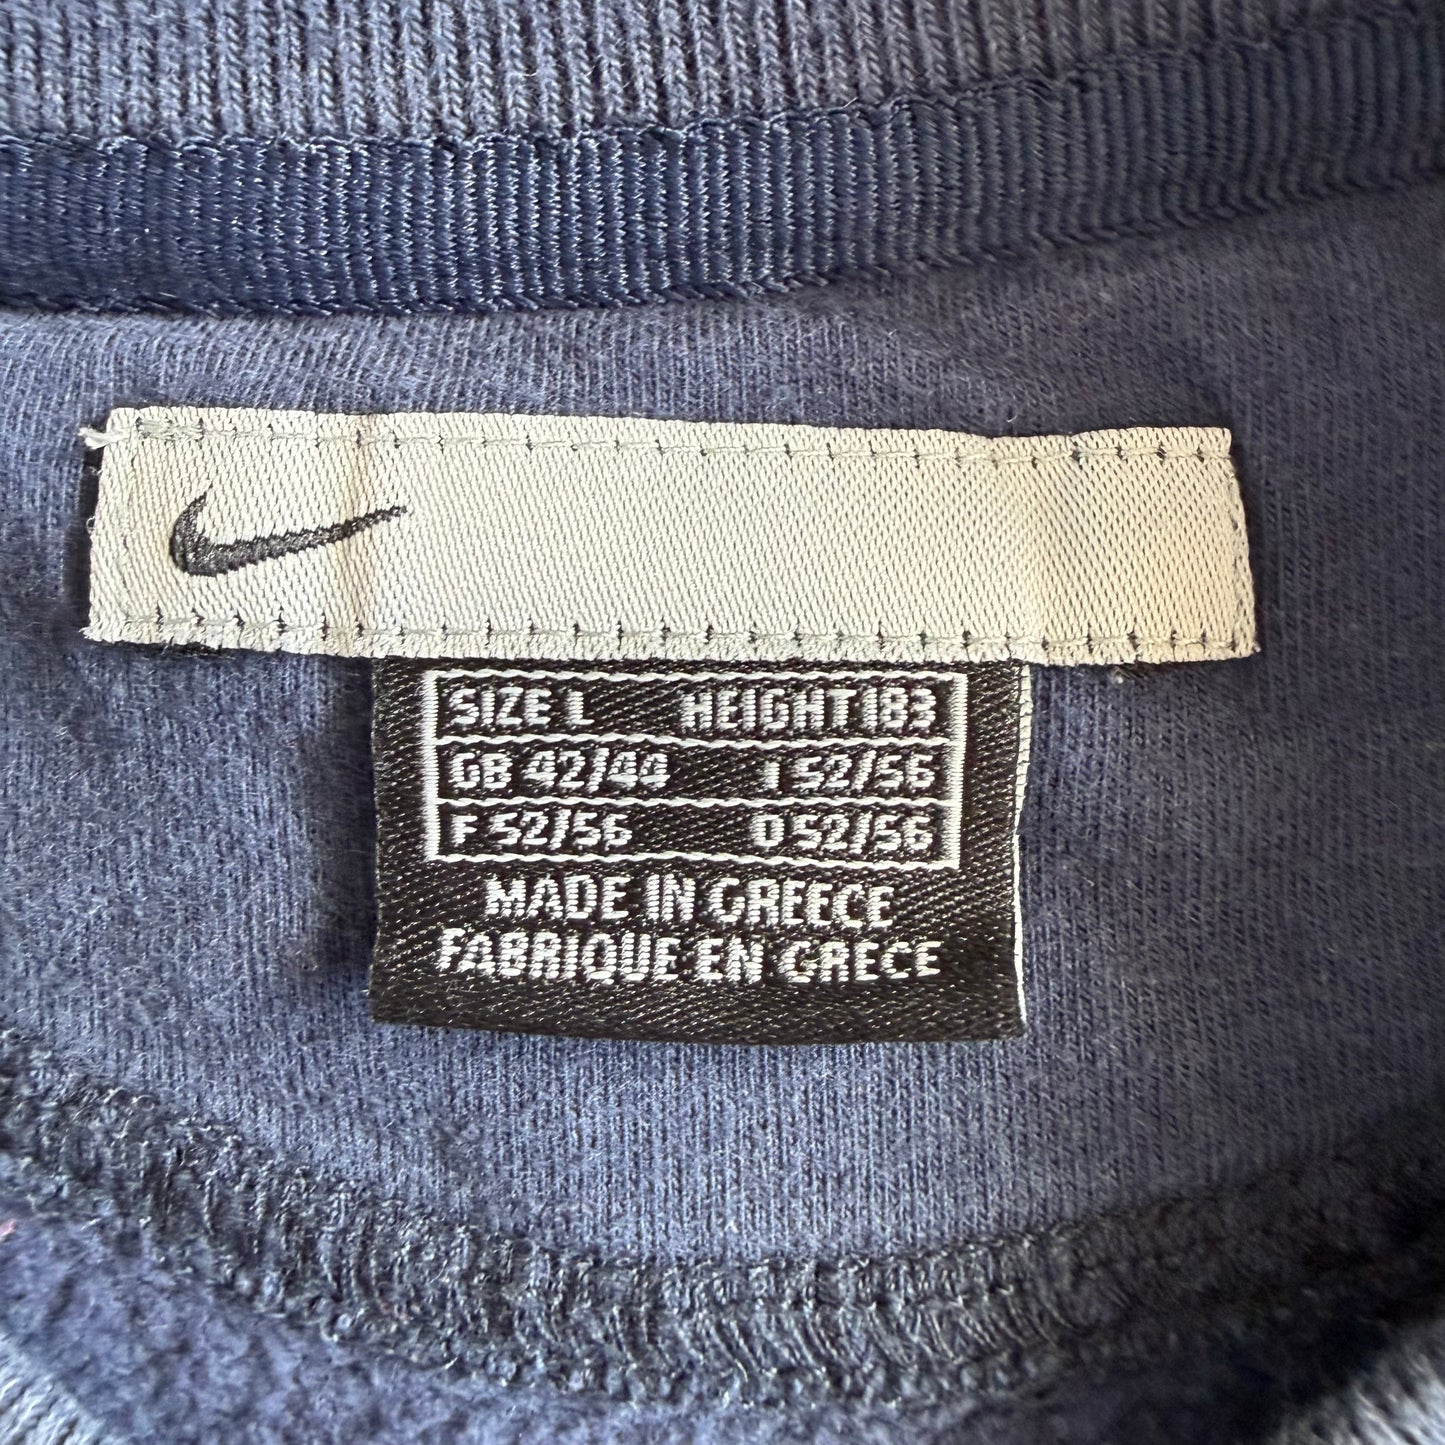 SIZE L HEIGHT 183
GB 42/44 I 52/56
F 52/56 D 52/56
MADE IN GREECE
FABRIQUE EN GRECE